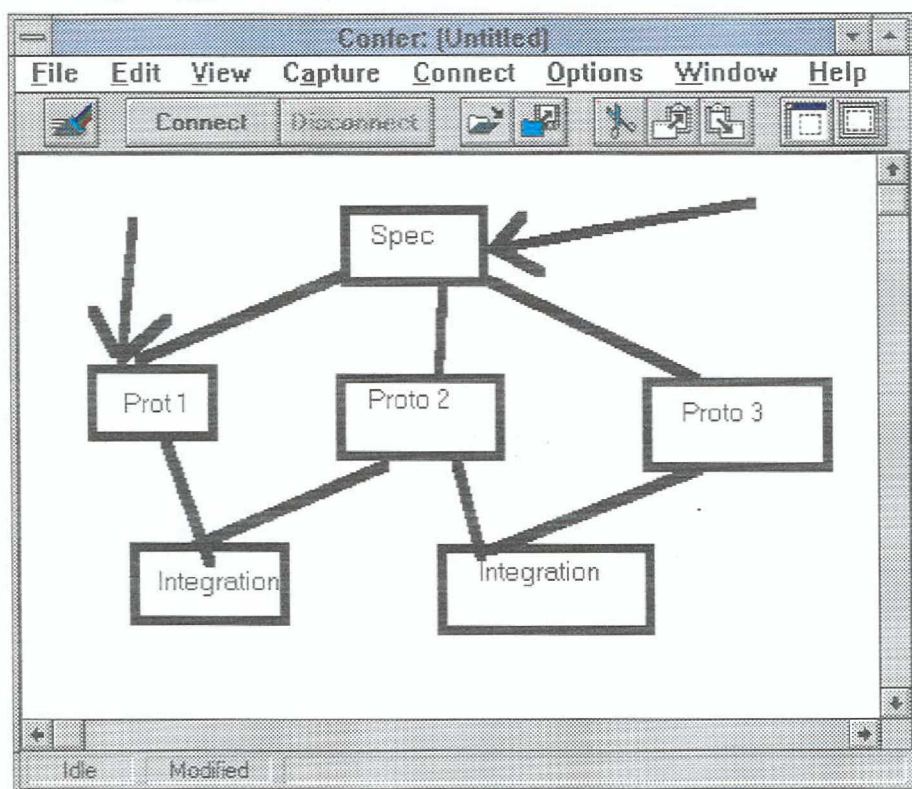 Confer: (Untitled)
File Edit View Capture Connect Options Window Help
Connect Disconnect
Spec
Prot 1
Proto 2
Proto 3
Integration
Integration
Idle Modified